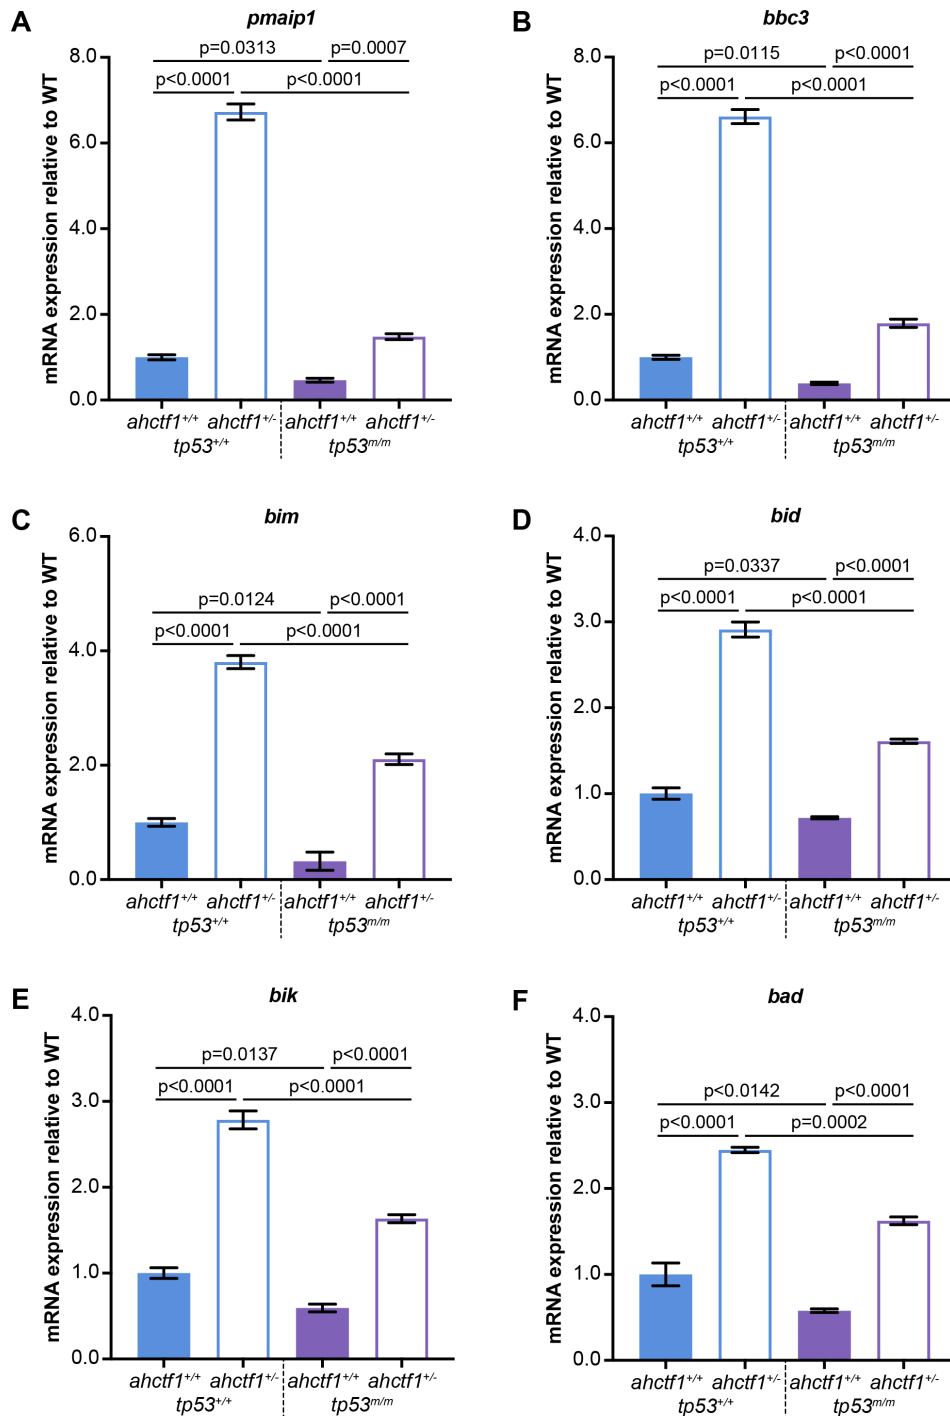 A
pmaip1
mRNA expression relative to WT
8.0
6.0
4.0
2.0
0.0
p=0.0313 p=0.0007
p<0.0001 p<0.0001
ahctf1+/+ ahctf1+/- ahctf1+/+ ahctf1+/-
tp53+/+ tp53m/m
B
bbc3
mRNA expression relative to WT
8.0
6.0
4.0
2.0
0.0
p=0.0115 p<0.0001
p<0.0001 p<0.0001
ahctf1+/+ ahctf1+/- ahctf1+/+ ahctf1+/-
tp53+/+ tp53m/m
C
bim
mRNA expression relative to WT
6.0
4.0
2.0
0.0
p=0.0124 p<0.0001
p<0.0001 p<0.0001
ahctf1+/+ ahctf1+/- ahctf1+/+ ahctf1+/-
tp53+/+ tp53m/m
D
bid
mRNA expression relative to WT
4.0
3.0
2.0
1.0
0.0
p=0.0337 p<0.0001
p<0.0001 p<0.0001
ahctf1+/+ ahctf1+/- ahctf1+/+ ahctf1+/-
tp53+/+ tp53m/m
E
bik
mRNA expression relative to WT
4.0
3.0
2.0
1.0
0.0
p=0.0137 p<0.0001
p<0.0001 p<0.0001
ahctf1+/+ ahctf1+/- ahctf1+/+ ahctf1+/-
tp53+/+ tp53m/m
F
bad
mRNA expression relative to WT
4.0
3.0
2.0
1.0
0.0
p<0.0142 p<0.0001
p<0.0001 p=0.0002
ahctf1+/+ ahctf1+/- ahctf1+/+ ahctf1+/-
tp53+/+ tp53m/m